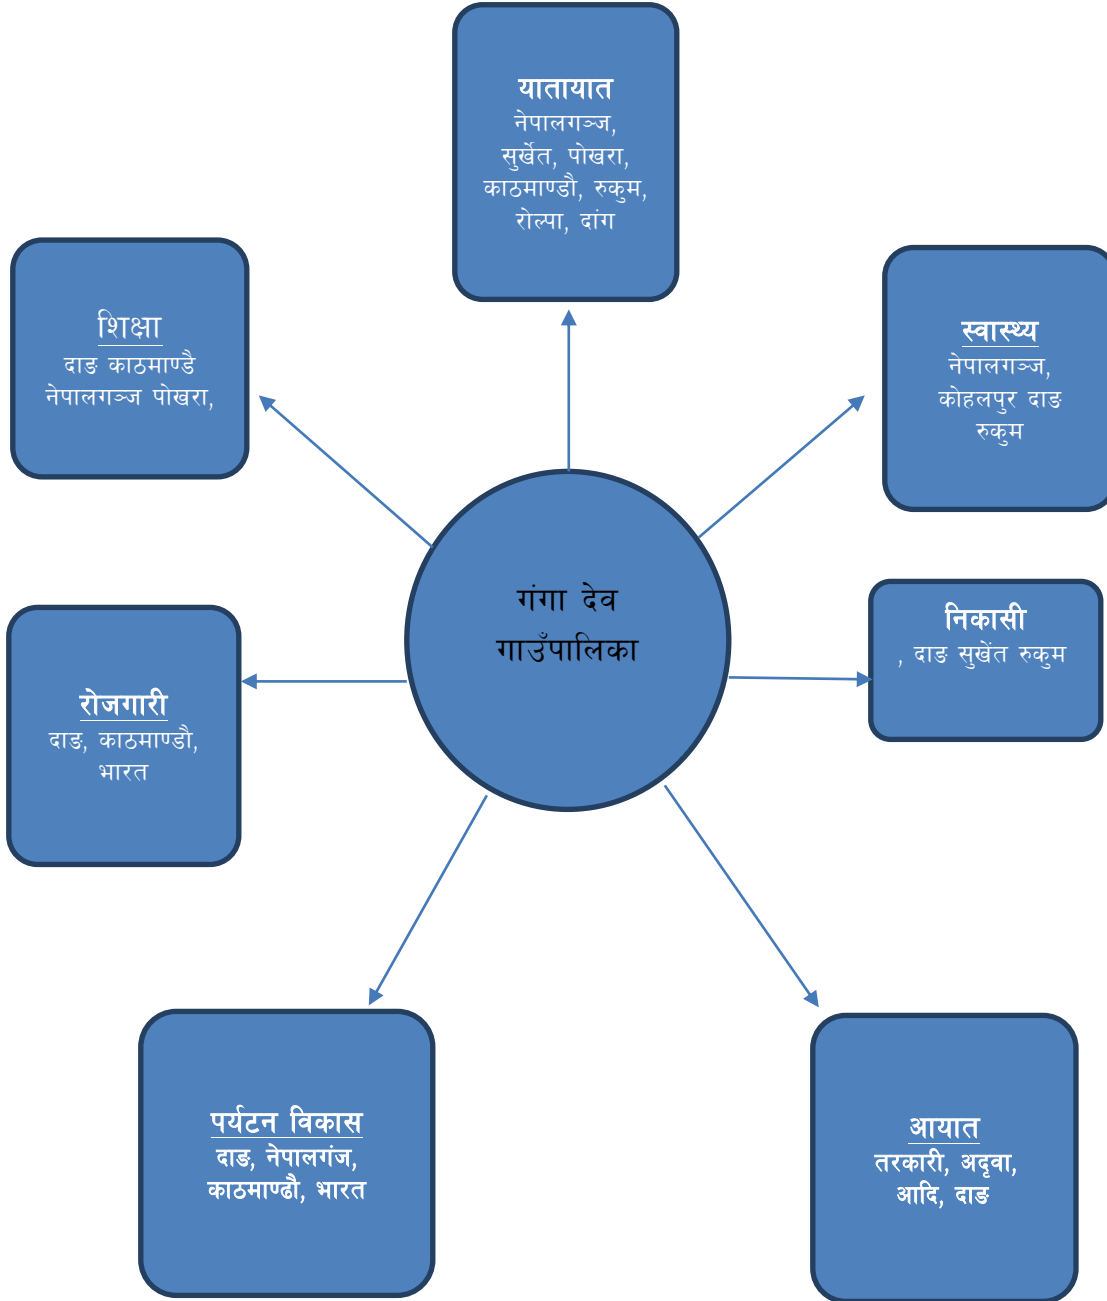 यातायात
नेपालगञ्ज,
सुर्खेत, पोखरा,
काठमाण्डौ, रुकुम,
रोल्पा, दांग
शिक्षा
दाङ काठमाण्डै
नेपालगञ्ज पोखरा,
स्वास्थ्य
नेपालगञ्ज,
कोहलपुर दाङ
रुकुम
गंगा देव
गाउँपालिका
निकासी
, दाङ सुखेंत रुकुम
रोजगारी
दाङ, काठमाण्डौ,
भारत
पर्यटन विकास
दाङ, नेपालगंज,
काठमाण्ढौ, भारत
आयात
तरकारी, अदृवा,
आदि, दाङ